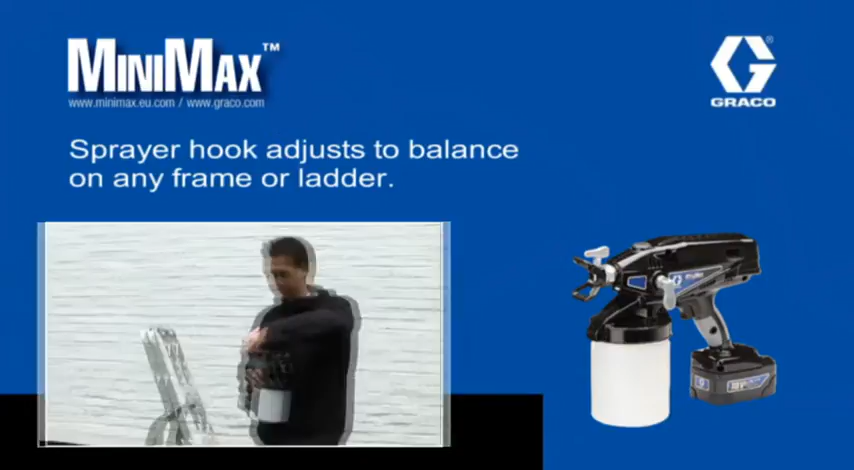 MINIMAX™
www.minimax.eu.com / www.graco.com
GRACO®
Sprayer hook adjusts to balance
on any frame or ladder.